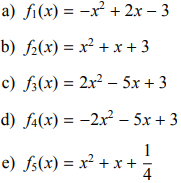 a) f₁(x) = −x² + 2x − 3
b) f₂(x) = x² + x + 3
c) f₃(x) = 2x² − 5x + 3
d) f₄(x) = −2x² − 5x + 3
e) f₅(x) = x² + x + 1/4